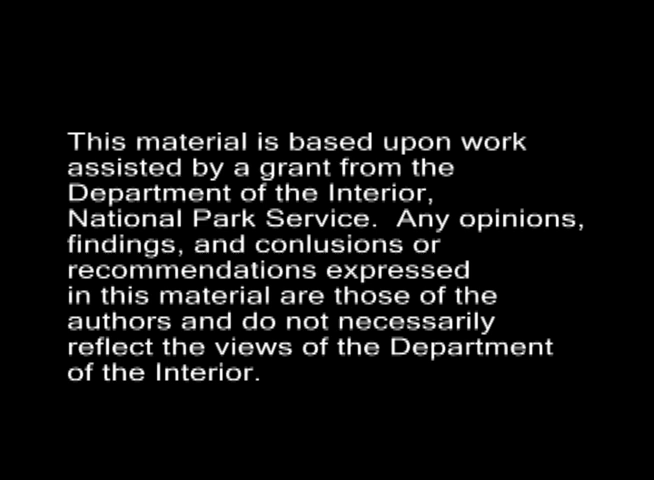 This material is based upon work
assisted by a grant from the
Department of the Interior,
National Park Service.  Any opinions,
findings, and conlusions or
recommendations expressed
in this material are those of the
authors and do not necessarily
reflect the views of the Department
of the Interior.